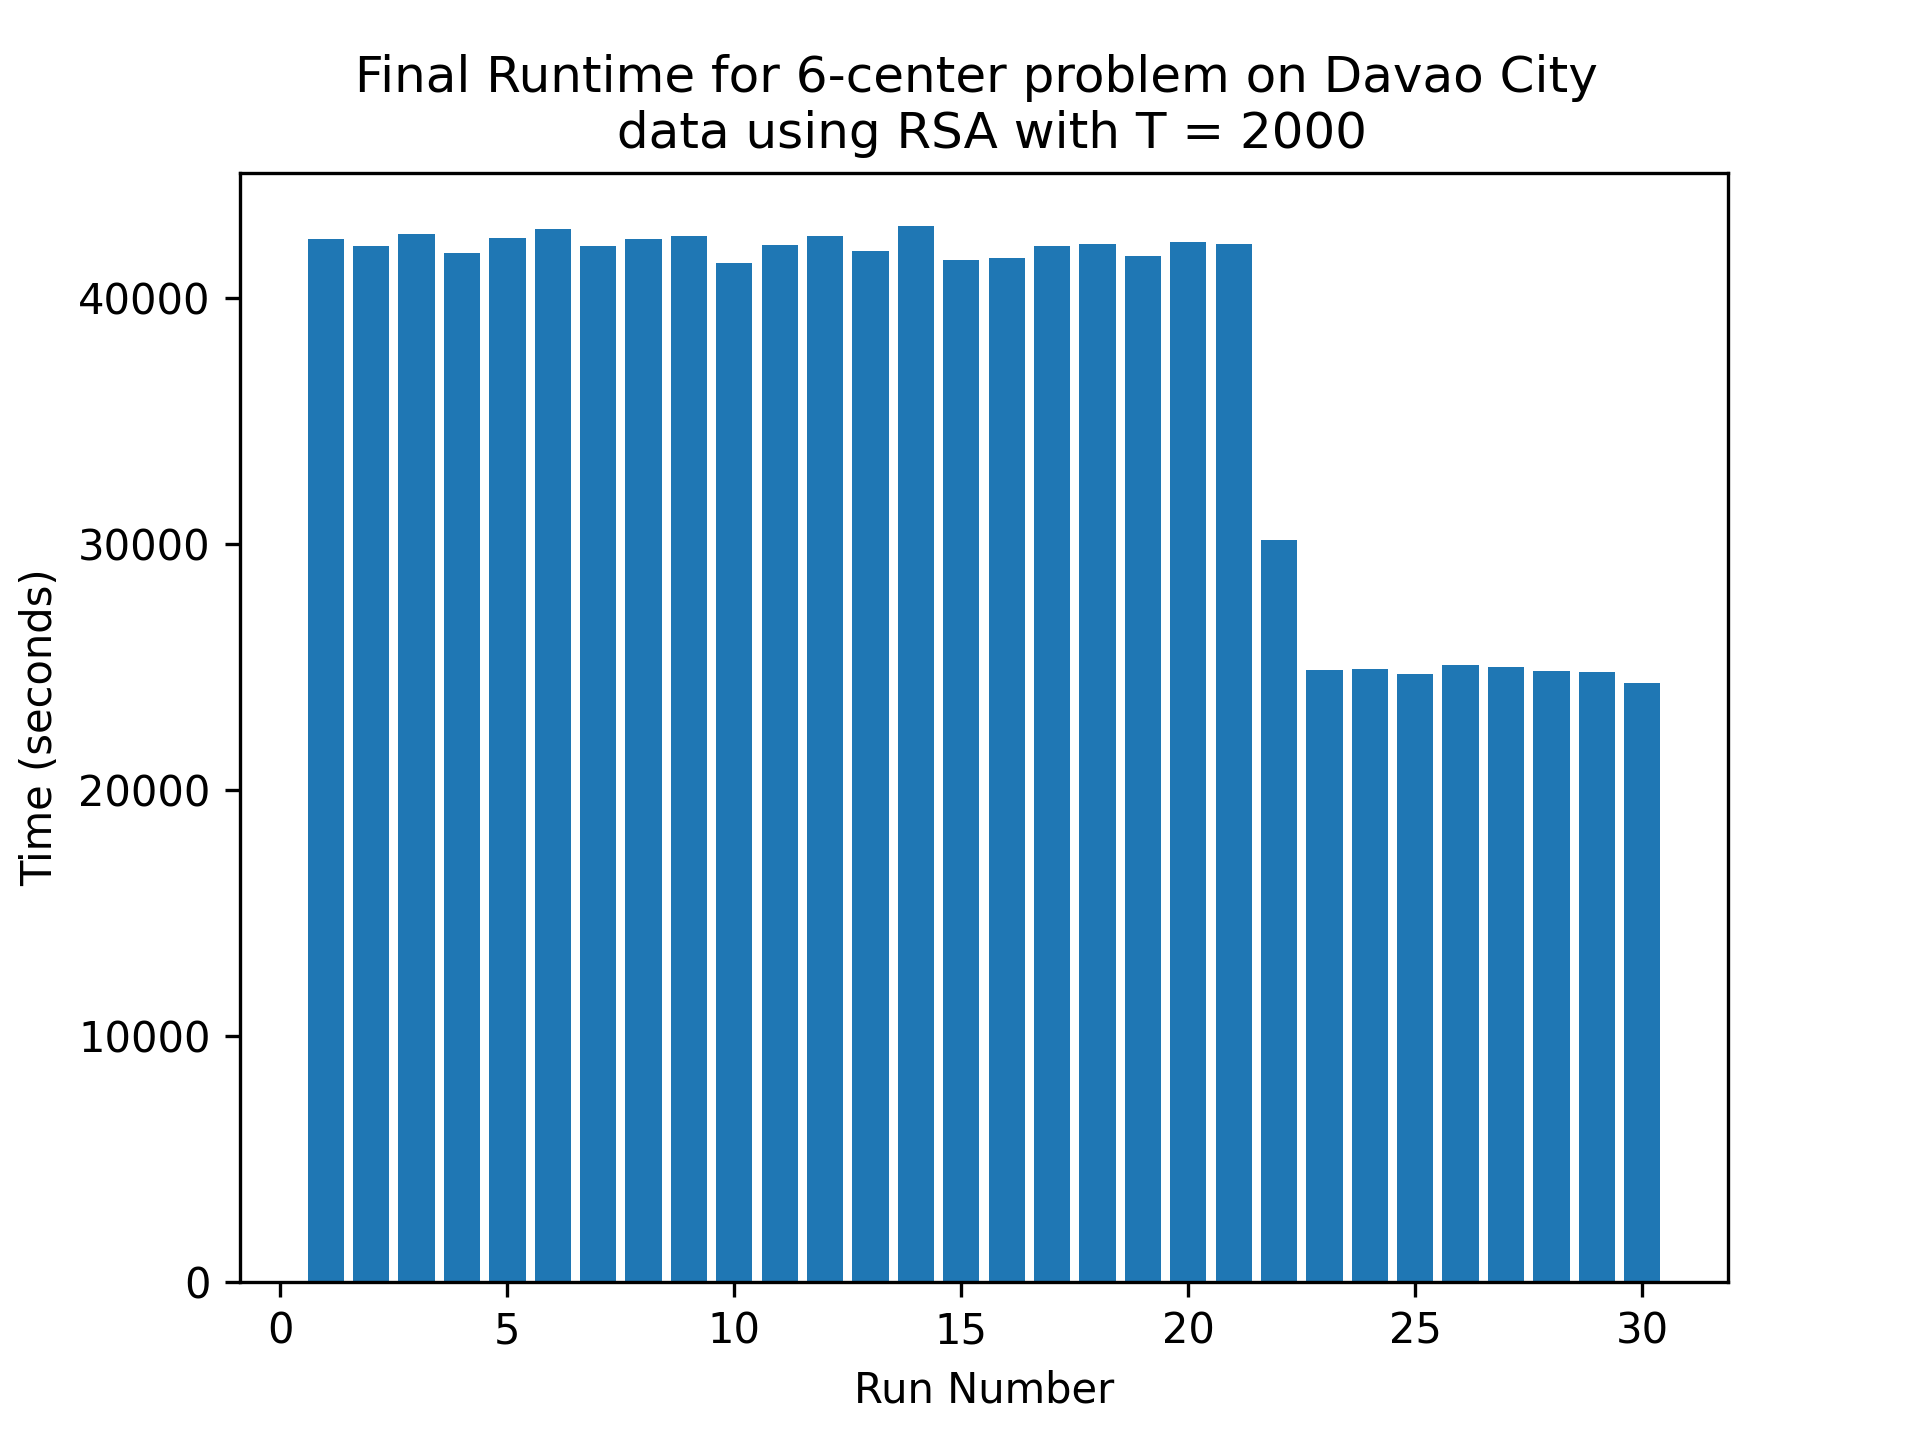 Final Runtime for 6-center problem on Davao City
data using RSA with T = 2000
Time (seconds)
40000
30000
20000
10000
0
0 5 10 15 20 25 30
Run Number